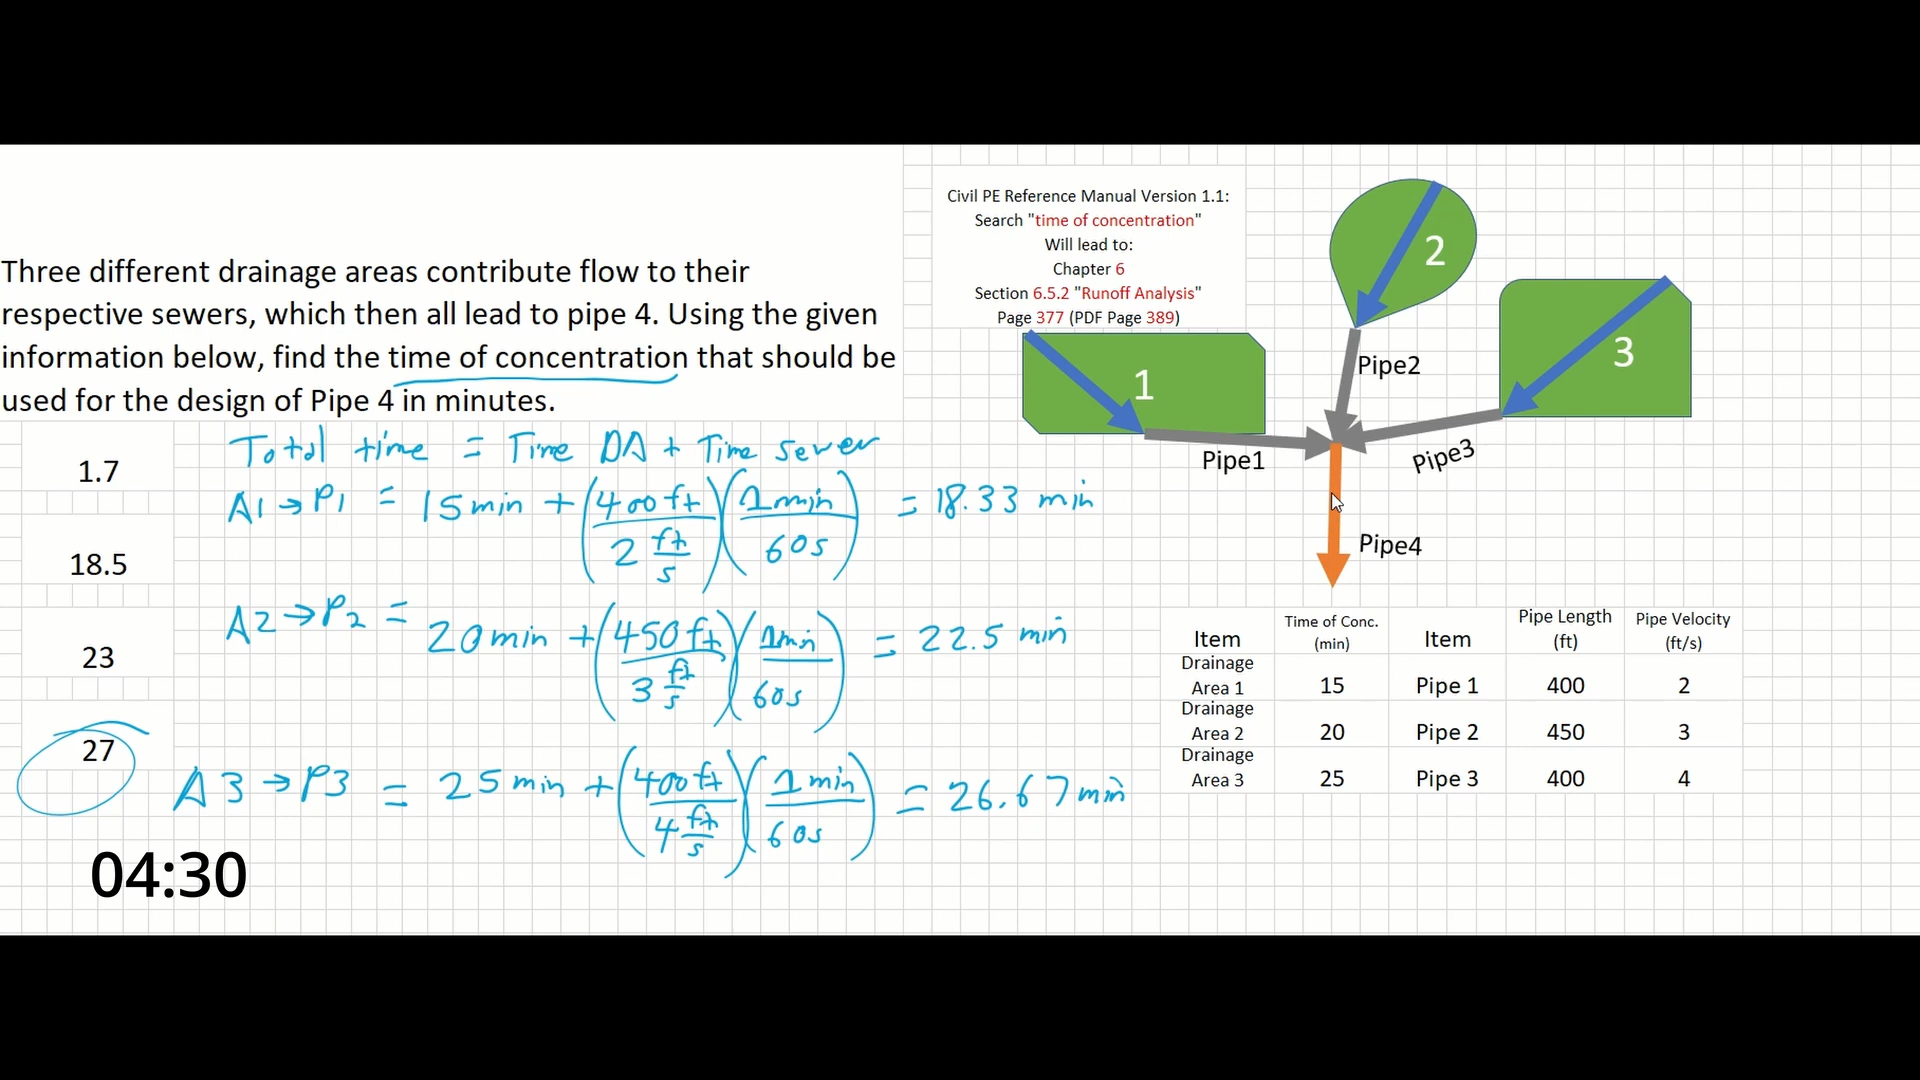 Civil PE Reference Manual Version 1.1:
Search "time of concentration"
Will lead to:
Chapter 6
Section 6.5.2 "Runoff Analysis"
Page 377 (PDF Page 389)
Three different drainage areas contribute flow to their
respective sewers, which then all lead to pipe 4. Using the given
information below, find the time of concentration that should be
used for the design of Pipe 4 in minutes.
1.7
18.5
23
27
Total time = Time DA + Time sewer
A1 → P1 = 15 min + (400 ft / 2 ft/s) (1 min / 60 s) = 18.33 min
A2 → P2 = 20 min + (450 ft / 3 ft/s) (1 min / 60 s) = 22.5 min
A3 → P3 = 25 min + (400 ft / 4 ft/s) (1 min / 60 s) = 26.67 min
04:30
1
2
3
Pipe1
Pipe2
Pipe3
Pipe4
Item Time of Conc. (min) Item Pipe Length (ft) Pipe Velocity (ft/s)
Drainage Area 1 15 Pipe 1 400 2
Drainage Area 2 20 Pipe 2 450 3
Drainage Area 3 25 Pipe 3 400 4